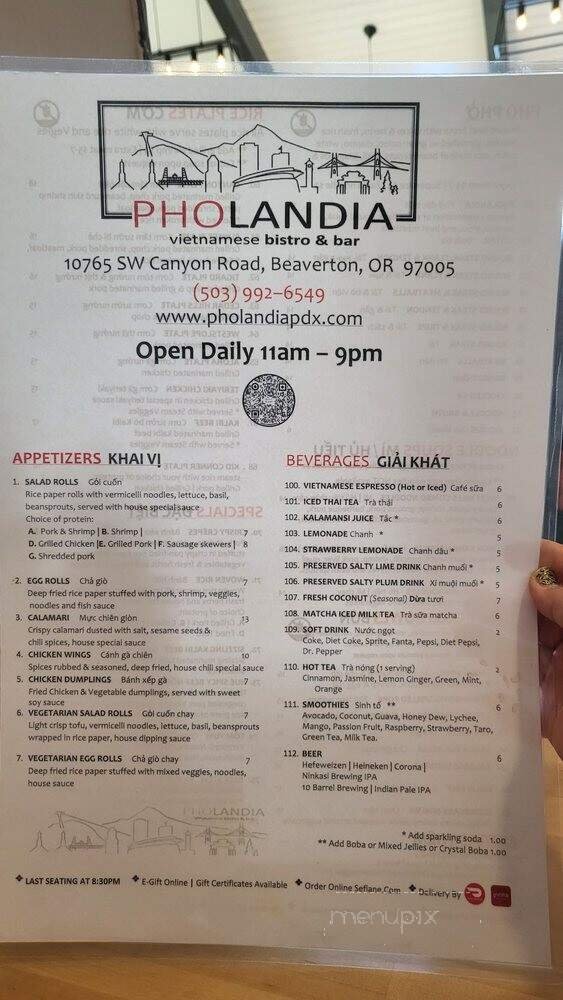 PHOLANDIA
vietnamese bistro & bar
10765 SW Canyon Road, Beaverton, OR 97005
(503) 992-6549
www.pholandiapdx.com
Open Daily 11am – 9pm
APPETIZERS KHAI VỊ
1. SALAD ROLLS Gỏi cuốn
Rice paper rolls with vermicelli noodles, lettuce, basil,
beansprouts, served with house special sauce
Choice of protein:
A. Pork & Shrimp | B. Shrimp | 7
D. Grilled Chicken |E. Grilled Pork | F. Sausage skewers | 8
G. Shredded pork
2. EGG ROLLS Chả giò 7
Deep fried rice paper stuffed with pork, shrimp, veggies,
noodles and fish sauce
3. CALAMARI Mực chiên giòn 13
Crispy calamari dusted with salt, sesame seeds &
chili spices, house special sauce
4. CHICKEN WINGS Cánh gà chiên 10
Spices rubbed & seasoned, deep fried, house chili special sauce
5. CHICKEN DUMPLINGS Bánh xếp gà 7
Fried Chicken & Vegetable dumplings, served with sweet
soy sauce
6. VEGETARIAN SALAD ROLLS Gỏi cuốn chay 7
Light crisp tofu, vermicelli noodles, lettuce, basil, beansprouts
wrapped in rice paper, house dipping sauce
7. VEGETARIAN EGG ROLLS Chả giò chay 7
Deep fried rice paper stuffed with mixed veggies, noodles,
house sauce
BEVERAGES GIẢI KHÁT
100. VIETNAMESE ESPRESSO (Hot or Iced) Café sữa 6
101. ICED THAI TEA Trà thái 6
102. KALAMANSI JUICE Tắc * 6
103. LEMONADE Chanh * 5
104. STRAWBERRY LEMONADE Chanh dâu * 5
105. PRESERVED SALTY LIME DRINK Chanh muối * 5
106. PRESERVED SALTY PLUM DRINK Xí muội muối * 5
107. FRESH COCONUT (Seasonal) Dừa tươi 7
108. MATCHA ICED MILK TEA Trà sữa matcha 6
109. SOFT DRINK Nước ngọt 2
Coke, Diet Coke, Sprite, Fanta, Pepsi, Diet Pepsi,
Dr. Pepper
110. HOT TEA Trà nóng (1 serving) 2
Cinnamon, Jasmine, Lemon Ginger, Green, Mint,
Orange
111. SMOOTHIES Sinh tố ** 6
Avocado, Coconut, Guava, Honey Dew, Lychee,
Mango, Passion Fruit, Raspberry, Strawberry, Taro,
Green Tea, Milk Tea.
112. BEER 6
Hefeweizen | Heineken | Corona |
Ninkasi Brewing IPA
10 Barrel Brewing | Indian Pale IPA
* Add sparkling soda 1.00
** Add Boba or Mixed Jellies or Crystal Boba 1.00
PHOLANDIA
❖ LAST SEATING AT 8:30PM ❖ E-Gift Online | Gift Certificates Available ❖ Order Online Seflane.Com ❖ Delivery By
menupix